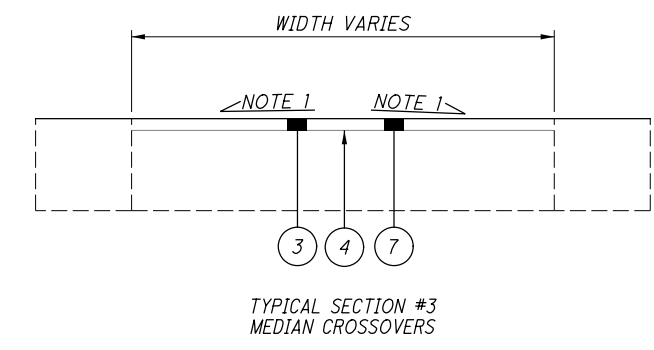 WIDTH VARIES
NOTE 1 NOTE 1
3 4 7
TYPICAL SECTION #3
MEDIAN CROSSOVERS